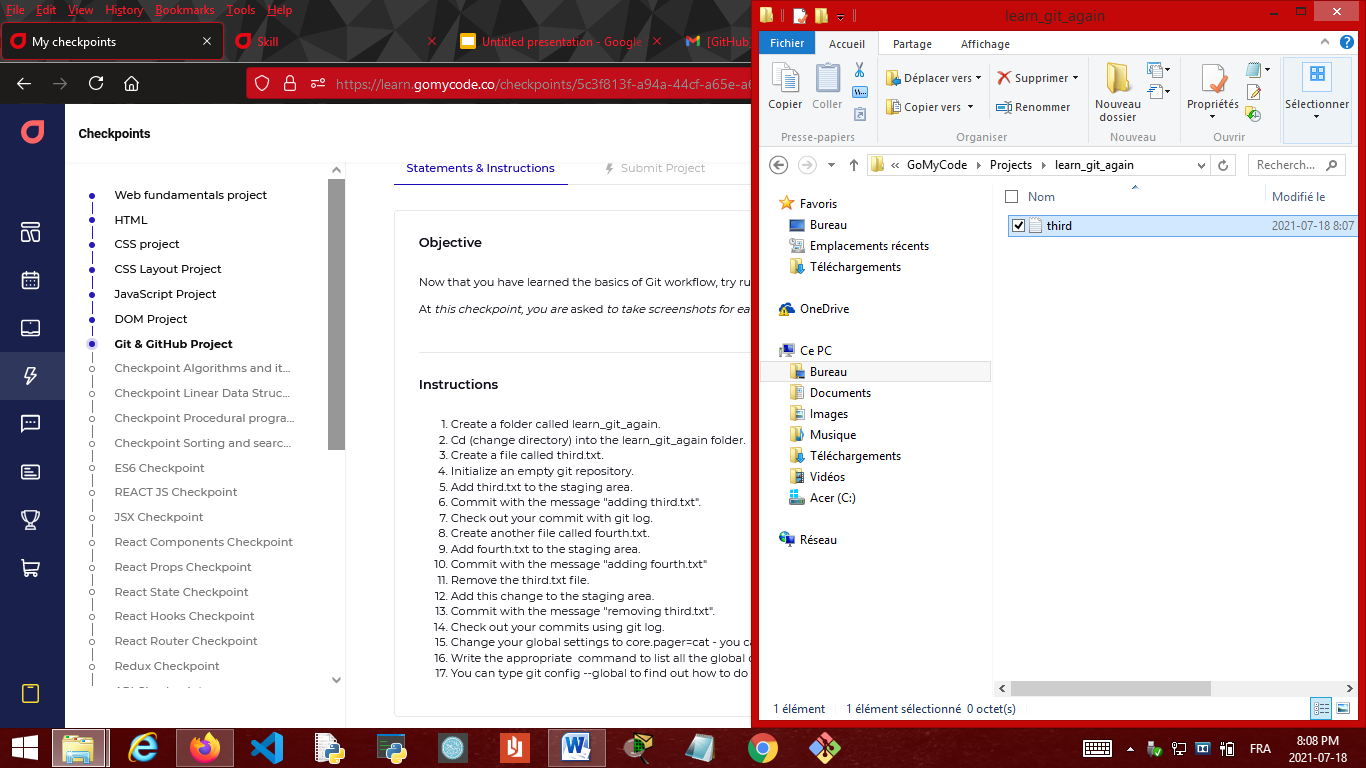 File Edit View History Bookmarks Tools Help
My checkpoints
Skill
Untitled presentation - Google
[GitHub
https://learn.gomycode.co/checkpoints/5c3f813f-a94a-44cf-a65e-a6
Checkpoints
Web fundamentals project
HTML
CSS project
CSS Layout Project
JavaScript Project
DOM Project
Git & GitHub Project
Checkpoint Algorithms and it...
Checkpoint Linear Data Struc...
Checkpoint Procedural progra...
Checkpoint Sorting and searc...
ES6 Checkpoint
REACT JS Checkpoint
JSX Checkpoint
React Components Checkpoint
React Props Checkpoint
React State Checkpoint
React Hooks Checkpoint
React Router Checkpoint
Redux Checkpoint
Statements & Instructions
Submit Project
Objective
Now that you have learned the basics of Git workflow, try ru
At this checkpoint, you are asked to take screenshots for ea
Instructions
1. Create a folder called learn_git_again.
2. Cd (change directory) into the learn_git_again folder.
3. Create a file called third.txt.
4. Initialize an empty git repository.
5. Add third.txt to the staging area.
6. Commit with the message "adding third.txt".
7. Check out your commit with git log.
8. Create another file called fourth.txt.
9. Add fourth.txt to the staging area.
10. Commit with the message "adding fourth.txt"
11. Remove the third.txt file.
12. Add this change to the staging area.
13. Commit with the message "removing third.txt".
14. Check out your commits using git log.
15. Change your global settings to core.pager=cat - you ca
16. Write the appropriate command to list all the global c
17. You can type git config --global to find out how to do
learn_git_again
Fichier Accueil Partage Affichage
Copier
Coller
Presse-papiers
Déplacer vers
Copier vers
Supprimer
Renommer
Organiser
Nouveau dossier
Nouveau
Propriétés
Ouvrir
Sélectionner
« GoMyCode Projects learn_git_again
Recherc...
Nom
Modifié le
third
2021-07-18 8:07
Favoris
Bureau
Emplacements récents
Téléchargements
OneDrive
Ce PC
Bureau
Documents
Images
Musique
Téléchargements
Vidéos
Acer (C:)
Réseau
1 élément
1 élément sélectionné 0 octet(s)
FRA
8:08 PM
2021-07-18